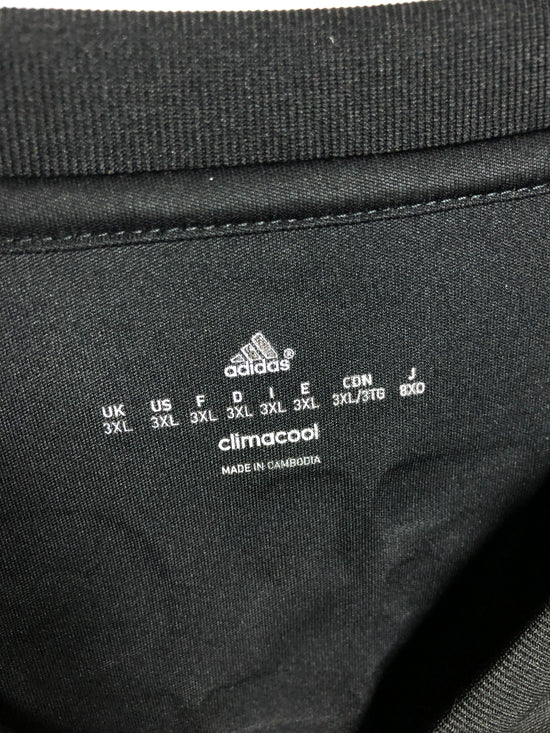 adidas®
UK US F D I E CDN J
3XL 3XL 3XL 3XL 3XL 3XL 3XL/3TG 8XO
climacool
MADE IN CAMBODIA